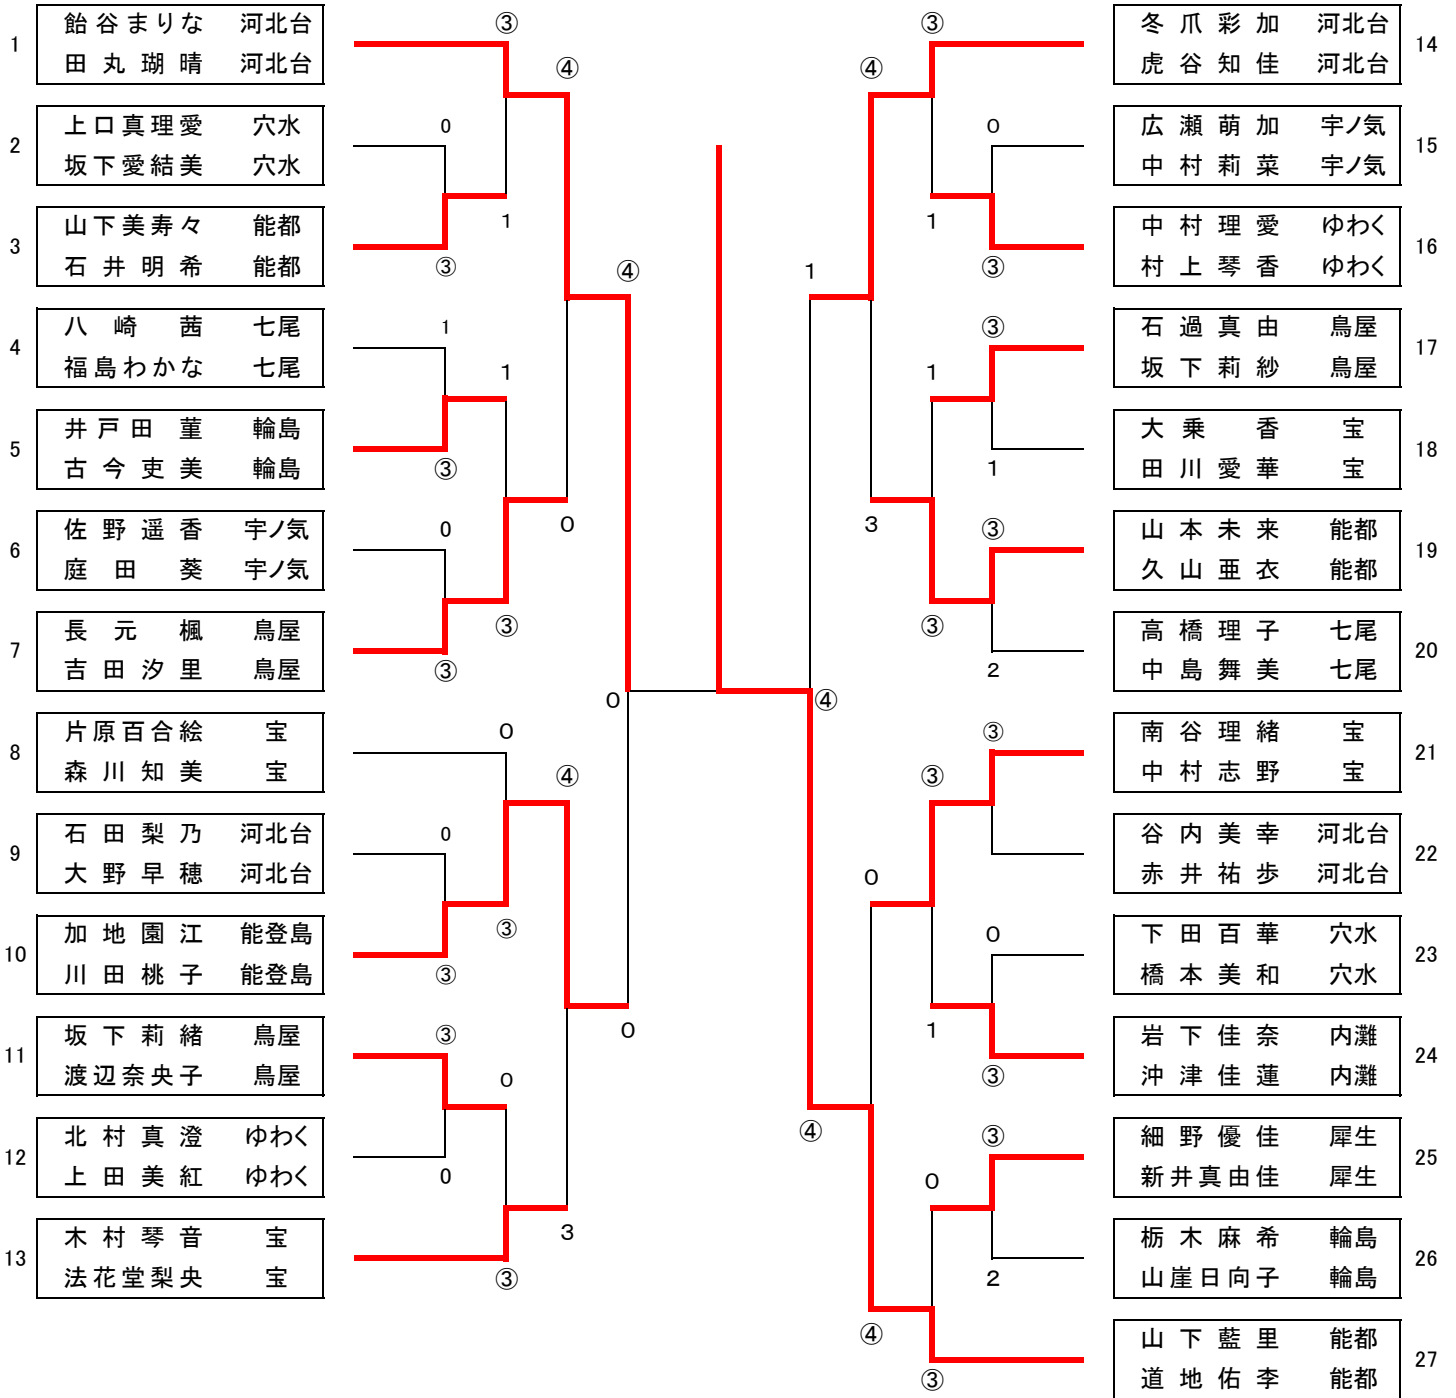 1 飴谷まりな 河北台
田丸瑚晴 河北台
2 上口真理愛 穴水
坂下愛結美 穴水
3 山下美寿々 能都
石井明希 能都
4 八崎茜 七尾
福島わかな 七尾
5 井戸田菫 輪島
古今吏美 輪島
6 佐野遥香 宇ノ気
庭田葵 宇ノ気
7 長元楓 鳥屋
吉田汐里 鳥屋
8 片原百合絵 宝
森川知美 宝
9 石田梨乃 河北台
大野早穂 河北台
10 加地園江 能登島
川田桃子 能登島
11 坂下莉緒 鳥屋
渡辺奈央子 鳥屋
12 北村真澄 ゆわく
上田美紅 ゆわく
13 木村琴音 宝
法花堂梨央 宝
0
③
1
③
0
③
0
③
③
0
③
1
1
③
0
③
0
③
④
0
④
3
④
0
0
④
1
④
④
3
0
④
③
1
1
③
③
1
0
③
0
③
③
1
③
2
③
0
③
③
2
冬爪彩加 河北台 14
虎谷知佳 河北台
広瀬萌加 宇ノ気 15
中村莉菜 宇ノ気
中村理愛 ゆわく 16
村上琴香 ゆわく
石過真由 鳥屋 17
坂下莉紗 鳥屋
大乗香 宝 18
田川愛華 宝
山本未来 能都 19
久山亜衣 能都
高橋理子 七尾 20
中島舞美 七尾
南谷理緒 宝 21
中村志野 宝
谷内美幸 河北台 22
赤井祐歩 河北台
下田百華 穴水 23
橋本美和 穴水
岩下佳奈 内灘 24
沖津佳蓮 内灘
細野優佳 犀生 25
新井真由佳 犀生
栃木麻希 輪島 26
山崖日向子 輪島
山下藍里 能都 27
道地佑李 能都